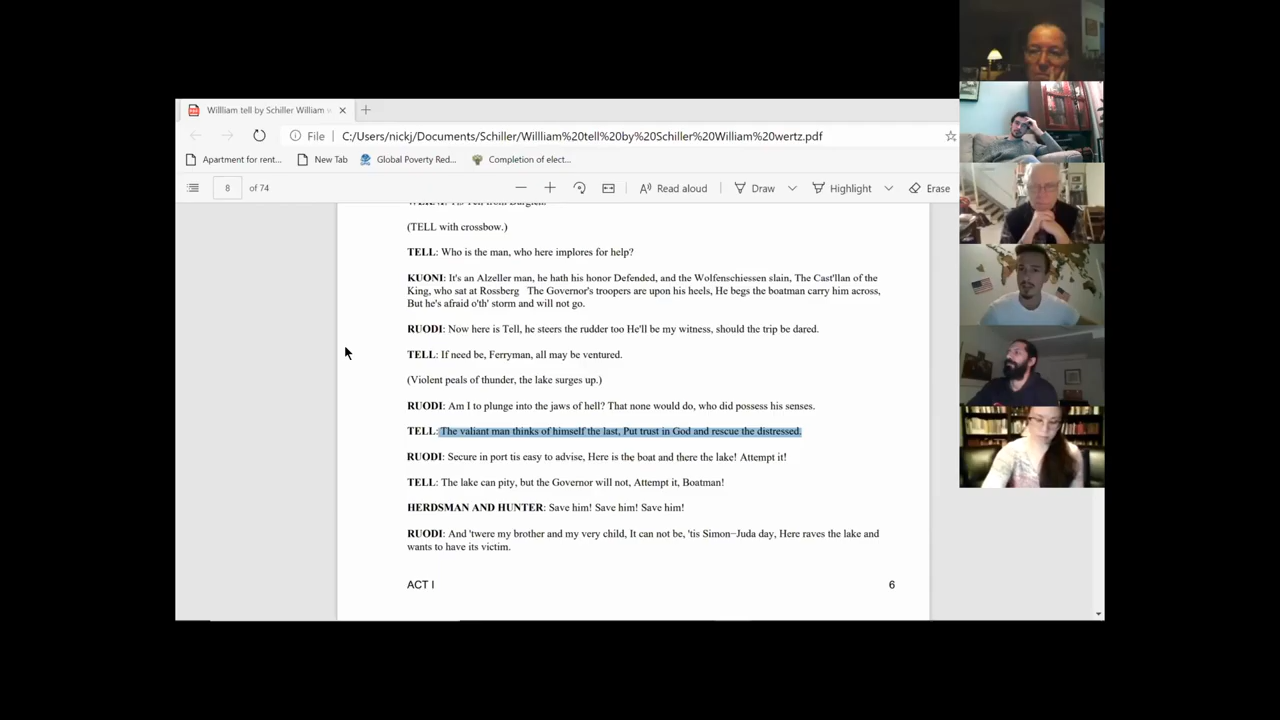 Willliam tell by Schiller William w
File C:/Users/nickj/Documents/Schiller/Willliam%20tell%20by%20Schiller%20William%20wertz.pdf
Apartment for rent... New Tab Global Poverty Red... Completion of elect...
8 of 74 Read aloud Draw Highlight Erase
(TELL with crossbow.)
TELL: Who is the man, who here implores for help?
KUONI: It's an Alzeller man, he hath his honor Defended, and the Wolfenschiessen slain, The Cast'llan of the
King, who sat at Rossberg The Governor's troopers are upon his heels, He begs the boatman carry him across,
But he's afraid o'th' storm and will not go.
RUODI: Now here is Tell, he steers the rudder too He'll be my witness, should the trip be dared.
TELL: If need be, Ferryman, all may be ventured.
(Violent peals of thunder, the lake surges up.)
RUODI: Am I to plunge into the jaws of hell? That none would do, who did possess his senses.
TELL: The valiant man thinks of himself the last, Put trust in God and rescue the distressed.
RUODI: Secure in port tis easy to advise, Here is the boat and there the lake! Attempt it!
TELL: The lake can pity, but the Governor will not, Attempt it, Boatman!
HERDSMAN AND HUNTER: Save him! Save him! Save him!
RUODI: And 'twere my brother and my very child, It can not be, 'tis Simon−Juda day, Here raves the lake and
wants to have its victim.
ACT I 6